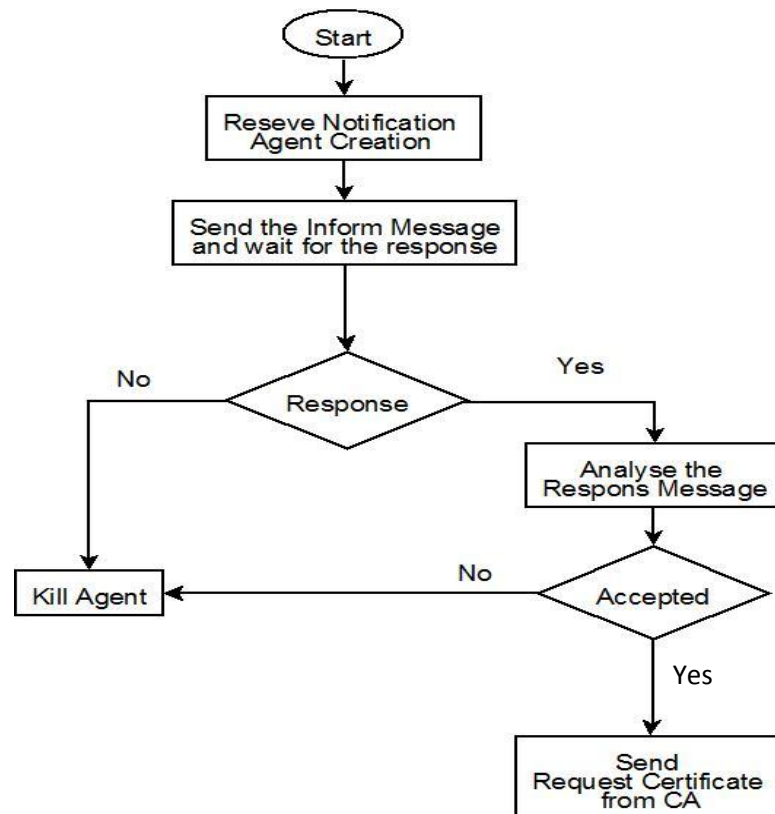 Start
Reseve Notification
Agent Creation
Send the Inform Message
and wait for the response
No
Yes
Response
Analyse the
Respons Message
No
Kill Agent
Accepted
Yes
Send
Request Certificate
from CA